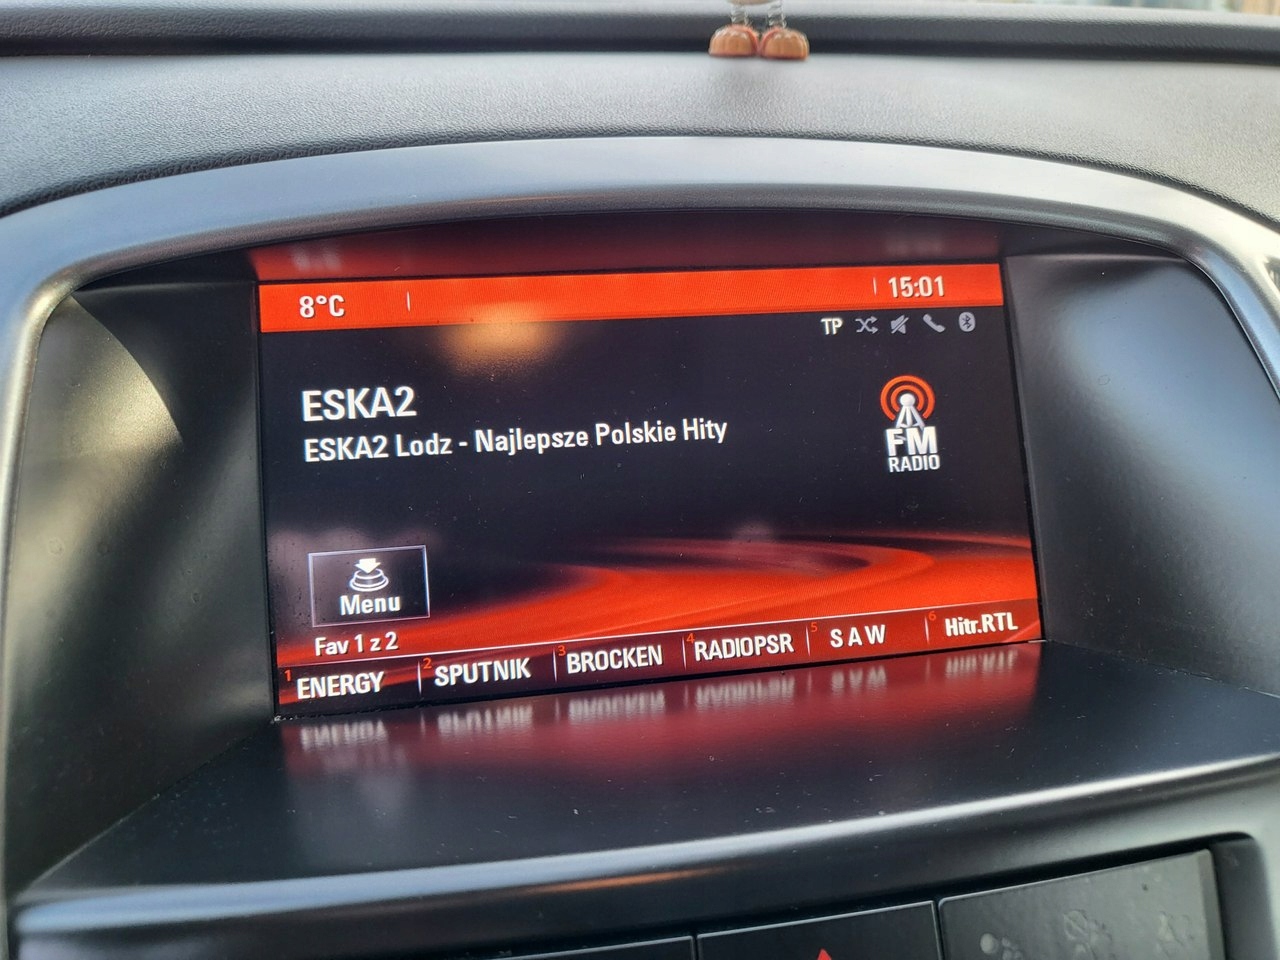 8°C 15:01
TP
ESKA2
ESKA2 Lodz - Najlepsze Polskie Hity
FM
RADIO
Menu
Fav 1 z 2
1 ENERGY 2 SPUTNIK 3 BROCKEN 4 RADIOPSR 5 S A W 6 Hitr.RTL